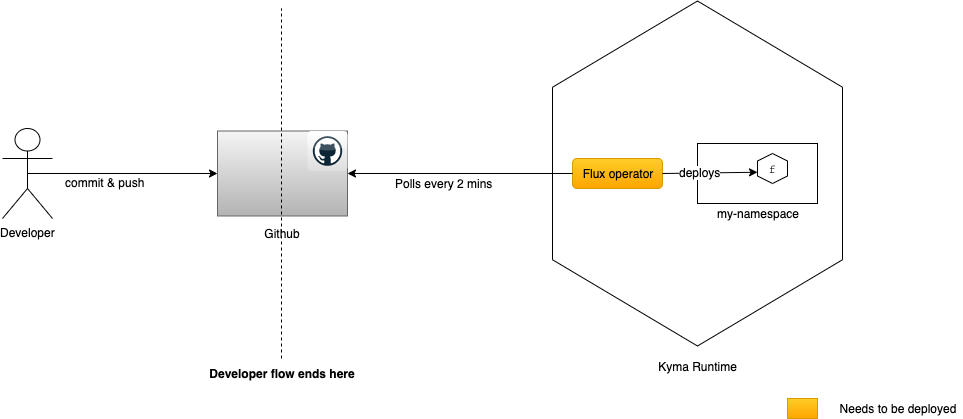 commit & push
Developer
Github
Developer flow ends here
Polls every 2 mins
Flux operator
deploys
f
my-namespace
Kyma Runtime
Needs to be deployed